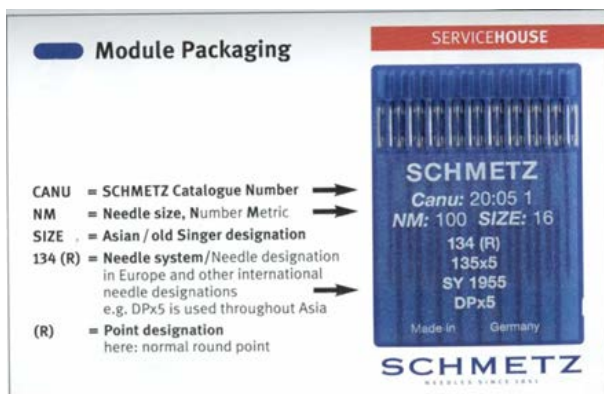 Module Packaging
SERVICEHOUSE
CANU = SCHMETZ Catalogue Number
NM = Needle size, Number Metric
SIZE . = Asian / old Singer designation
134 (R) = Needle system/Needle designation
in Europe and other international
needle designations
e.g. DPx5 is used throughout Asia
(R) = Point designation
here: normal round point
SCHMETZ
Canu: 20:05 1
NM: 100 SIZE: 16
134 (R)
135x5
SY 1955
DPx5
Made in Germany
SCHMETZ
NEEDLES SINCE 1851